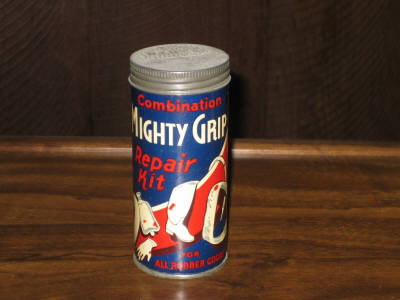 Combination
MIGHTY GRIP
Repair
Kit
FOR
ALL RUBBER GOODS